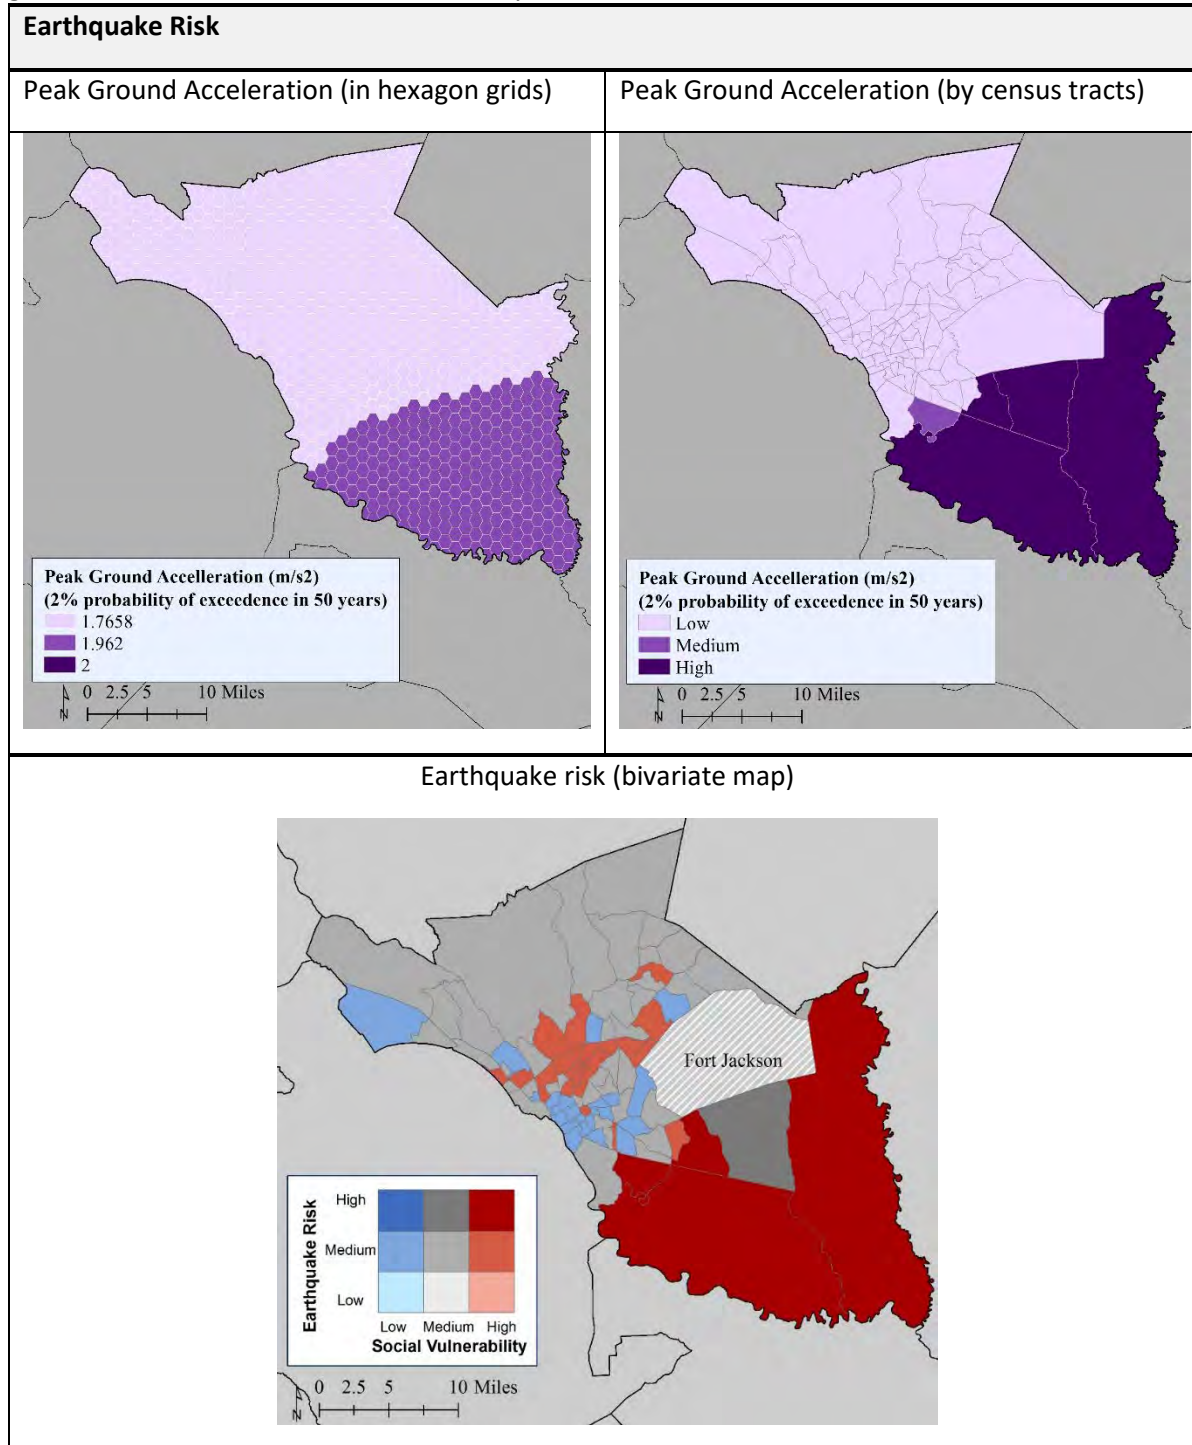 Earthquake Risk
Peak Ground Acceleration (in hexagon grids)
Peak Ground Acceleration (by census tracts)
Peak Ground Accelleration (m/s2)
(2% probability of exceedence in 50 years)
1.7658
1.962
2
0 2.5 5 10 Miles
N
Peak Ground Accelleration (m/s2)
(2% probability of exceedence in 50 years)
Low
Medium
High
0 2.5 5 10 Miles
N
Earthquake risk (bivariate map)
Fort Jackson
Earthquake Risk
High
Medium
Low
Low Medium High
Social Vulnerability
0 2.5 5 10 Miles
N